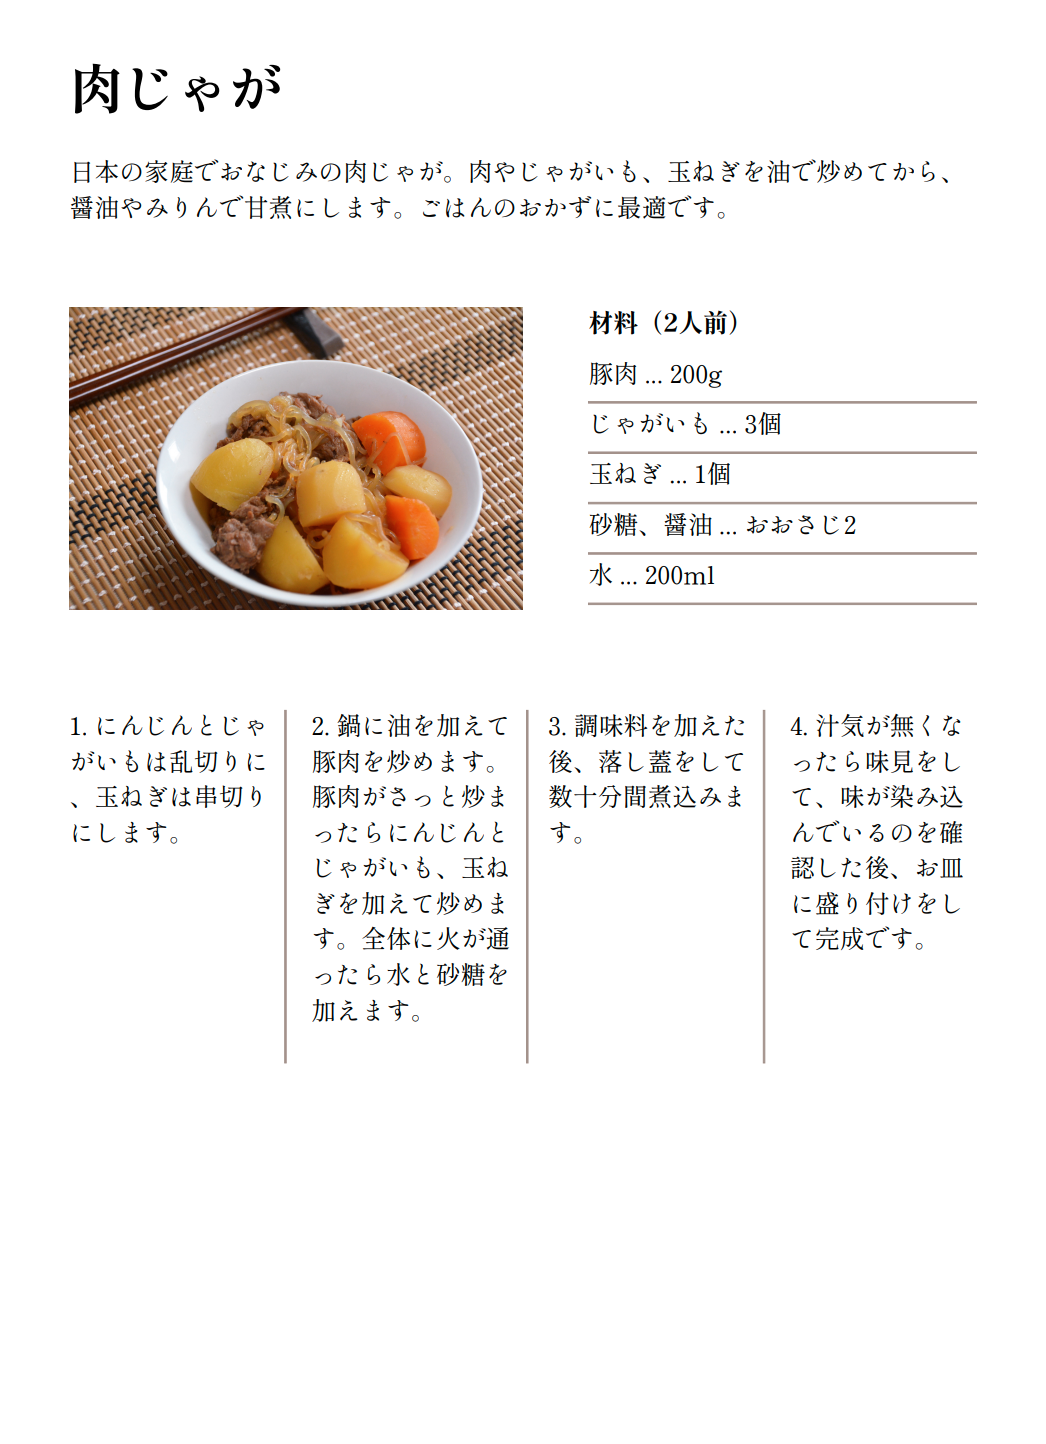 肉じゃが
日本の家庭でおなじみの肉じゃが。肉やじゃがいも、玉ねぎを油で炒めてから、
醤油やみりんで甘煮にします。ごはんのおかずに最適です。
材料（2人前）
豚肉 ... 200g
じゃがいも ... 3個
玉ねぎ ... 1個
砂糖、醤油 ... おおさじ2
水 ... 200ml
1. にんじんとじゃ
がいもは乱切りに
、玉ねぎは串切り
にします。
2. 鍋に油を加えて
豚肉を炒めます。
豚肉がさっと炒ま
ったらにんじんと
じゃがいも、玉ね
ぎを加えて炒めま
す。全体に火が通
ったら水と砂糖を
加えます。
3. 調味料を加えた
後、落し蓋をして
数十分間煮込みま
す。
4. 汁気が無くな
ったら味見をし
て、味が染み込
んでいるのを確
認した後、お皿
に盛り付けをし
て完成です。